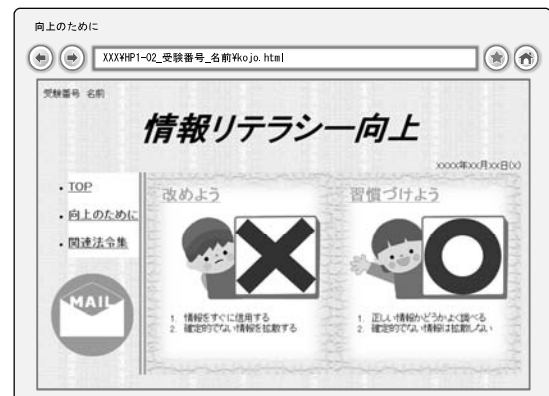 向上のために
XXX¥HP1-02_受験番号_名前¥kojo.html
受験番号 名前
情報リテラシー向上
xxxx年xx月xx日(x)
・TOP
・向上のために
・関連法令集
MAIL
改めよう
1. 情報をすぐに信用する
2. 確定的でない情報を拡散する
習慣づけよう
1. 正しい情報かどうかよく調べる
2. 確定的でない情報は拡散しない